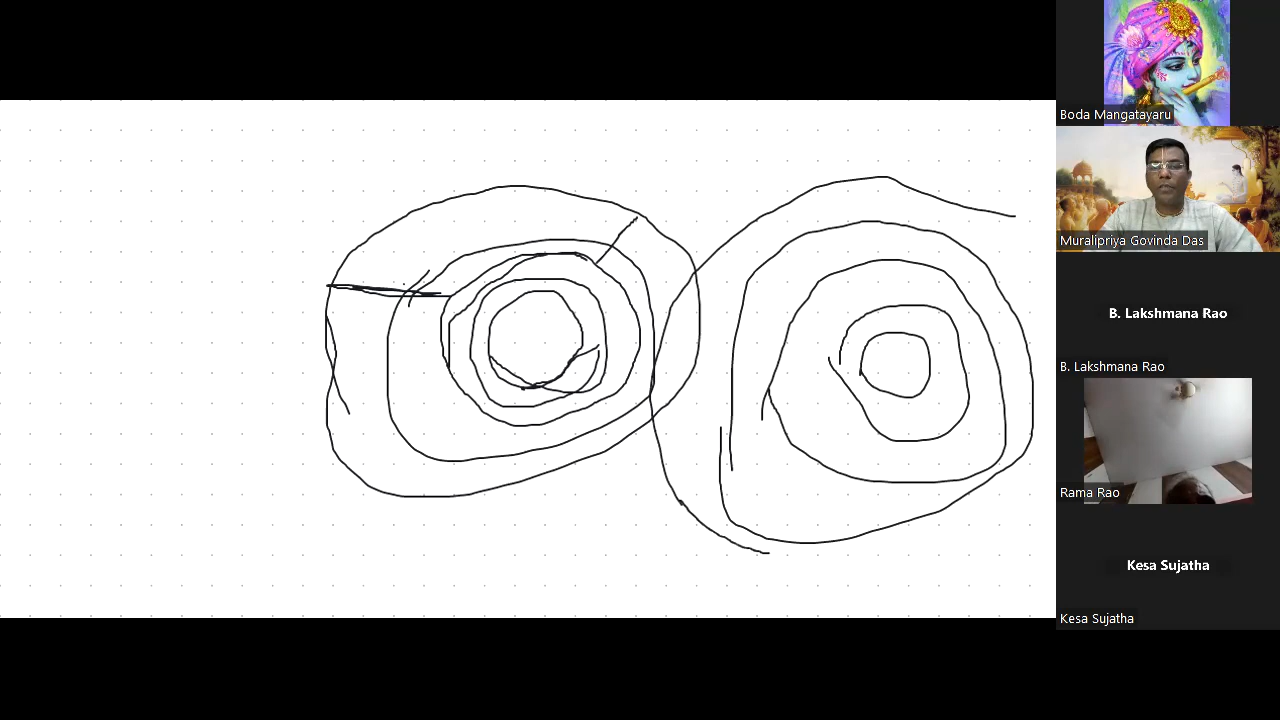 Boda Mangatayaru
Muralipriya Govinda Das
B. Lakshmana Rao
B. Lakshmana Rao
Rama Rao
Kesa Sujatha
Kesa Sujatha